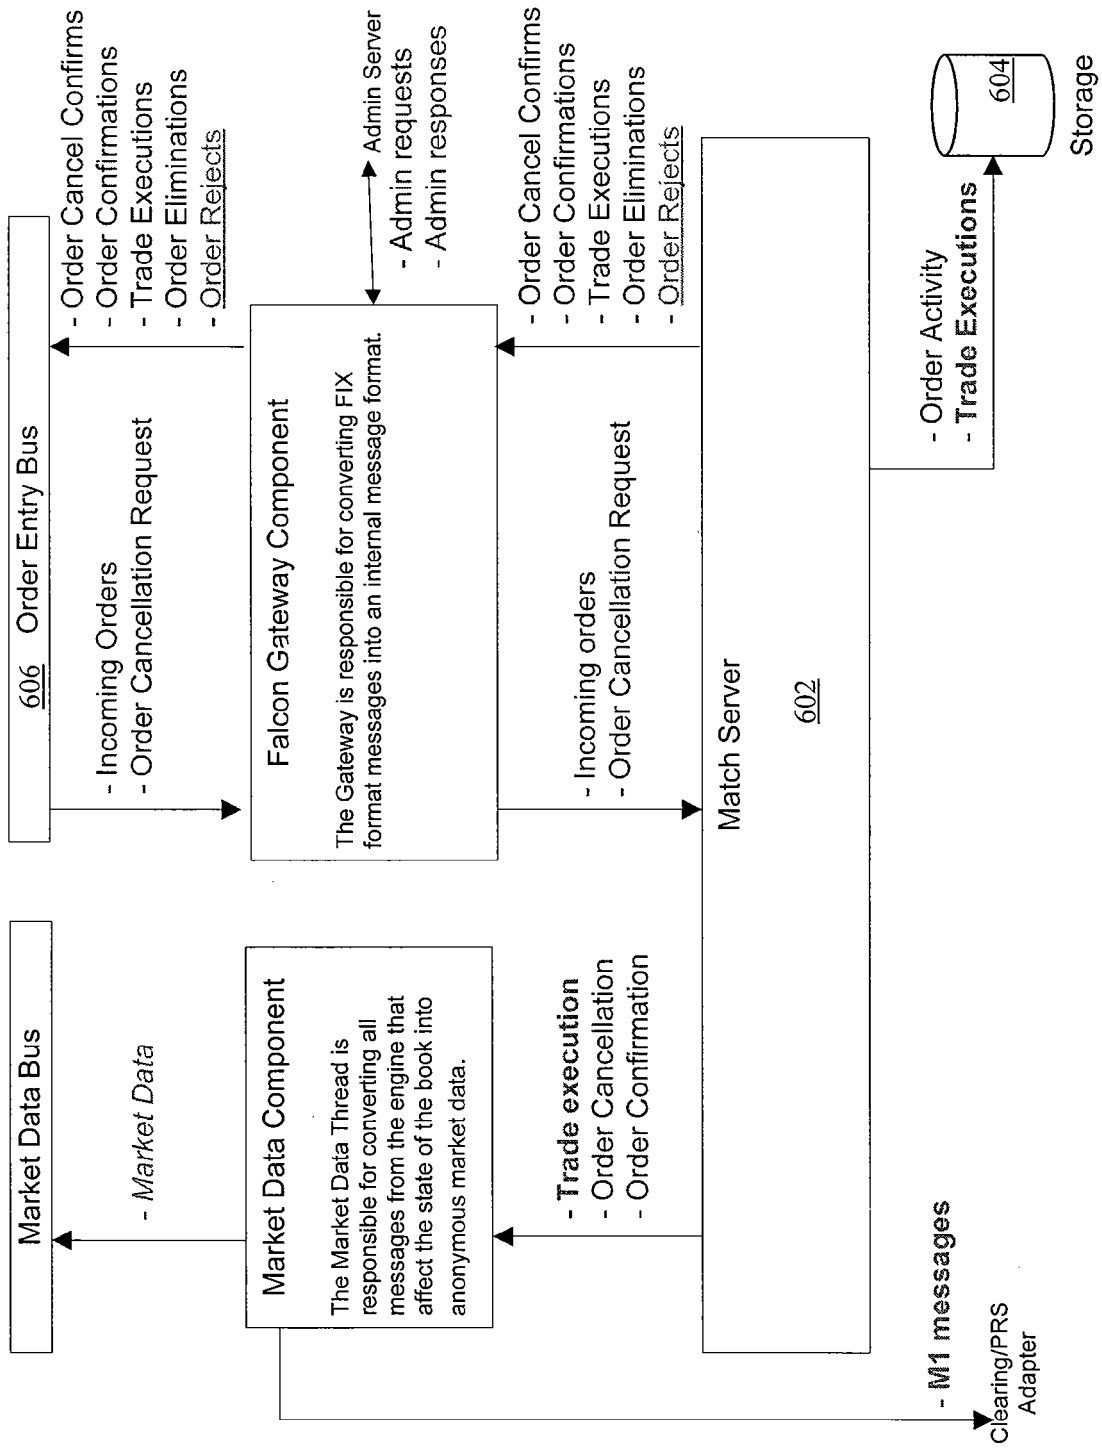 Market Data Bus
606 Order Entry Bus
- Market Data
- Incoming Orders
- Order Cancellation Request
- Order Cancel Confirms
- Order Confirmations
- Trade Executions
- Order Eliminations
- Order Rejects
Market Data Component
The Market Data Thread is
responsible for converting all
messages from the engine that
affect the state of the book into
anonymous market data.
Falcon Gateway Component
The Gateway is responsible for converting FIX
format messages into an internal message format.
Admin Server
- Admin requests
- Admin responses
- Trade execution
- Order Cancellation
- Order Confirmation
- Incoming orders
- Order Cancellation Request
- Order Cancel Confirms
- Order Confirmations
- Trade Executions
- Order Eliminations
- Order Rejects
Match Server
602
- M1 messages
Clearing/PRS
Adapter
- Order Activity
- Trade Executions
604
Storage